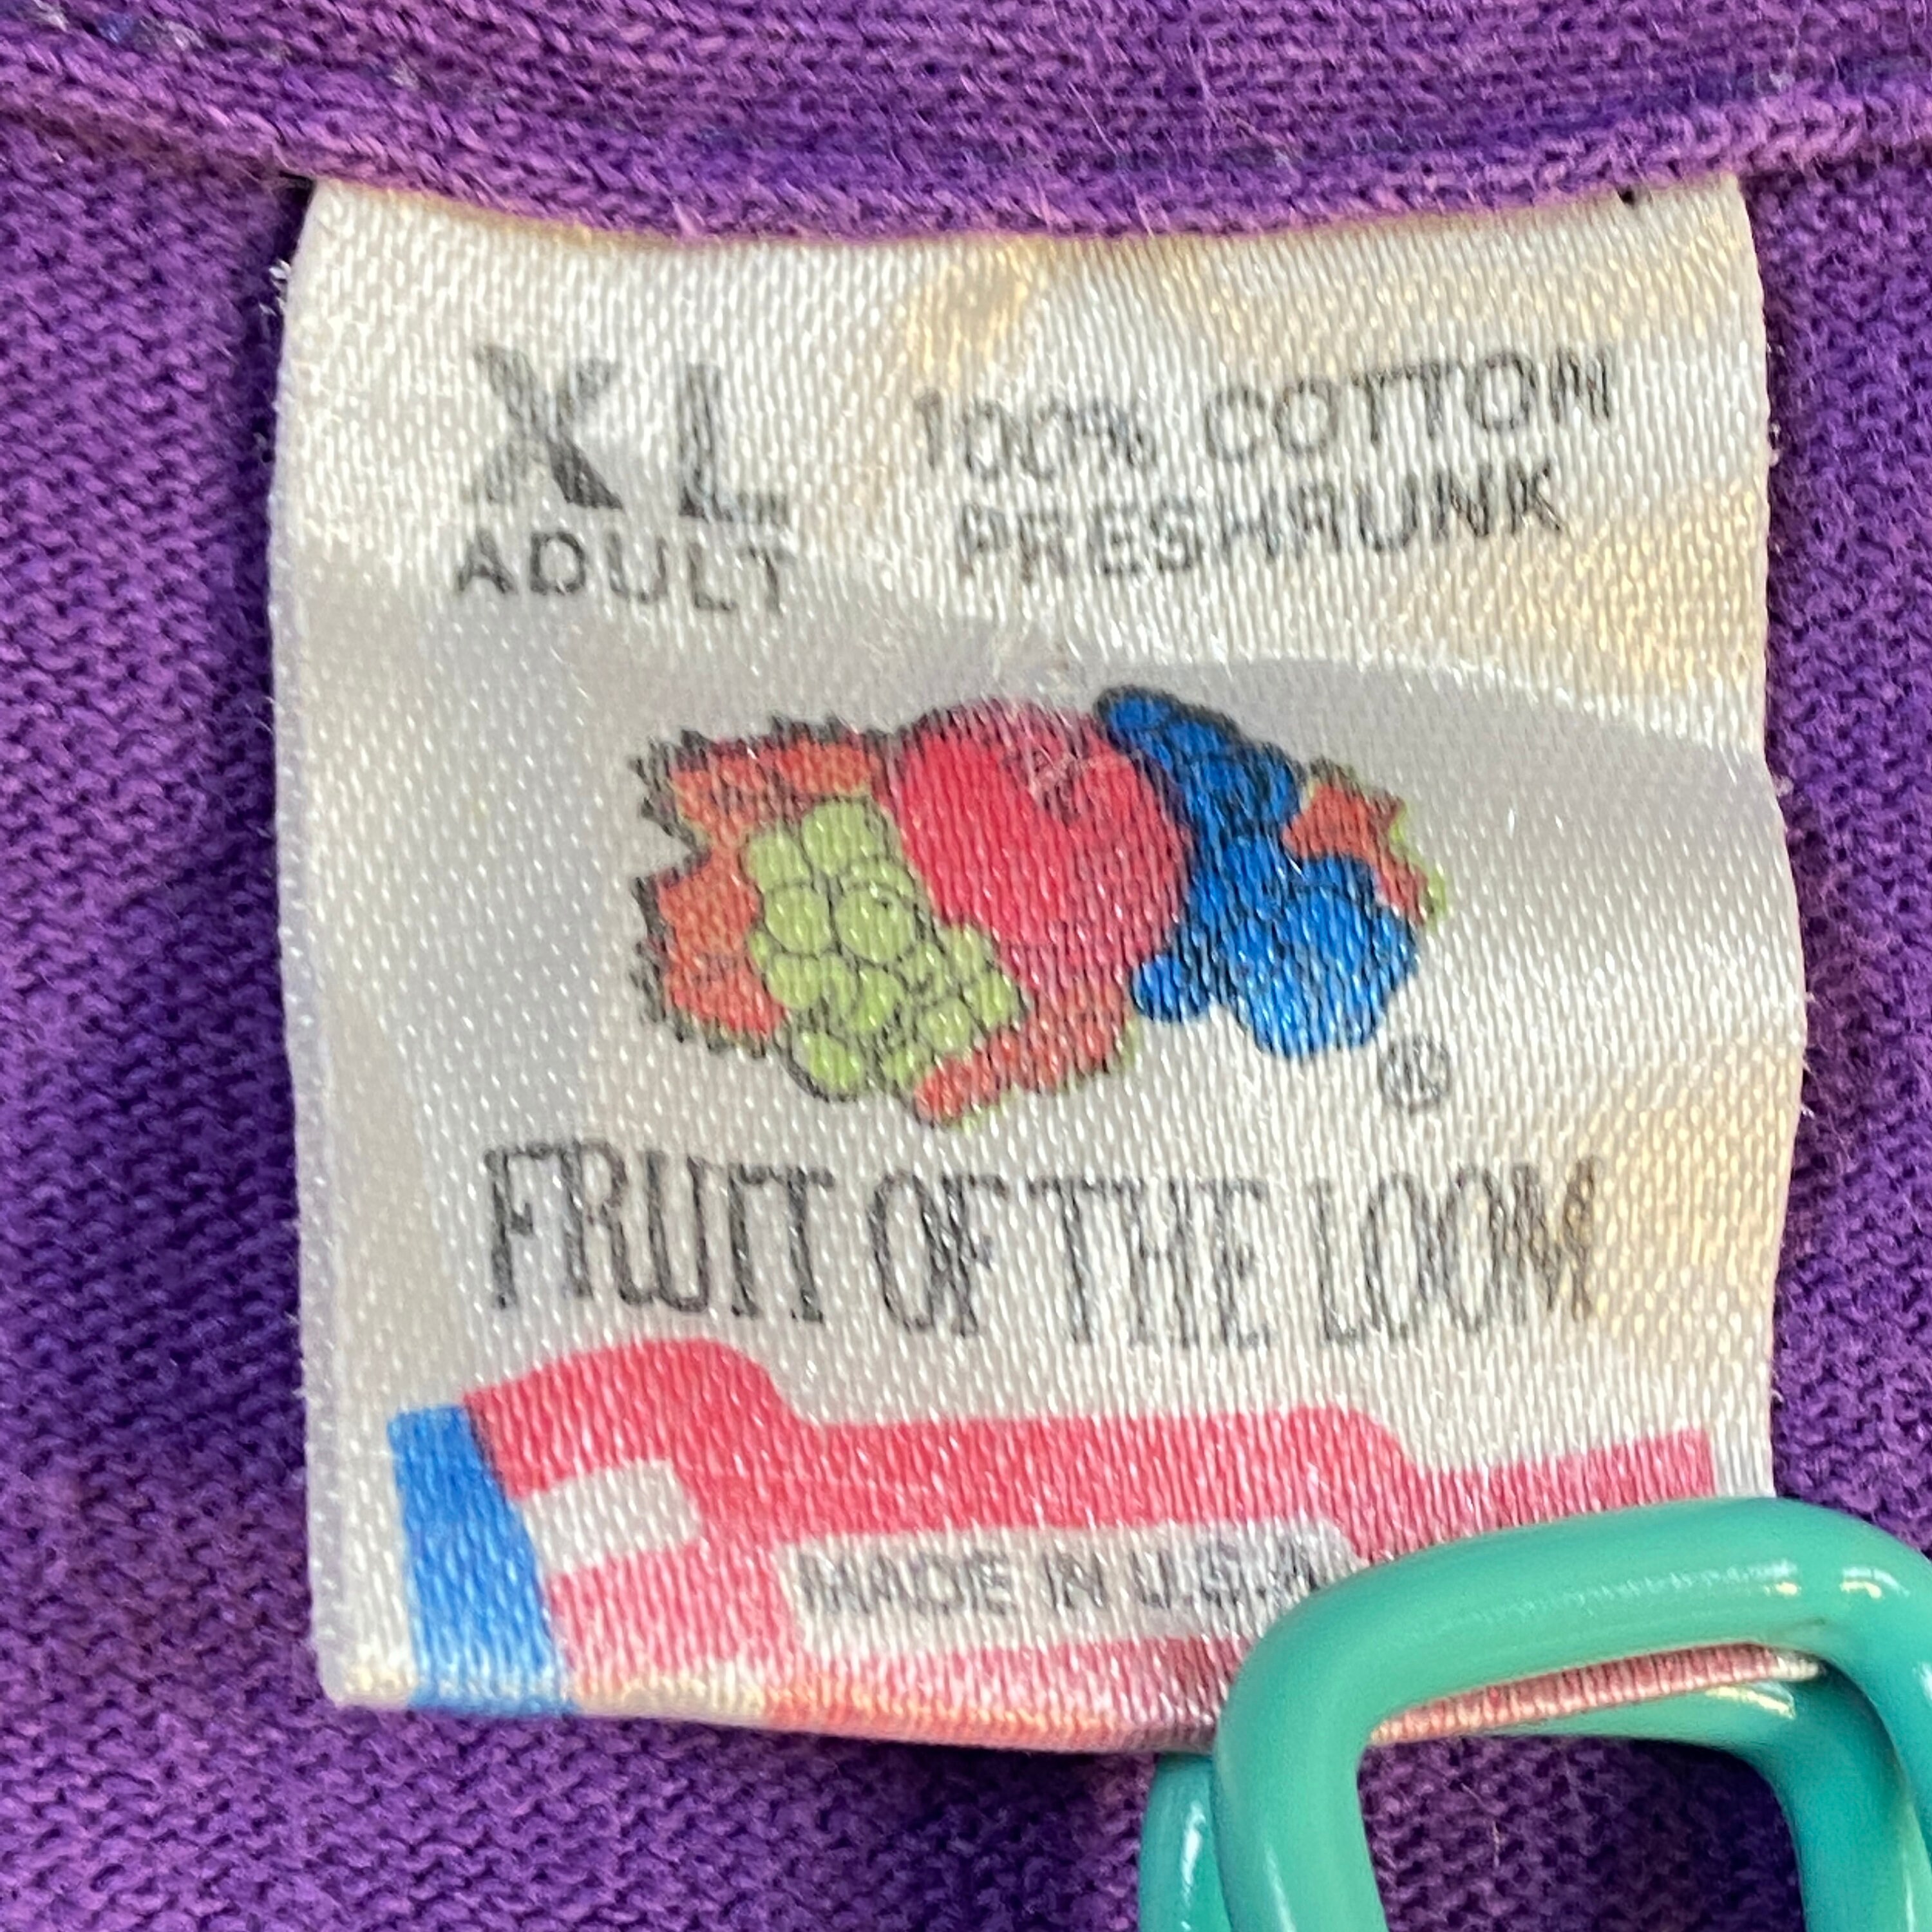 XL
ADULT
100% COTTON
PRESHRUNK
®
FRUIT OF THE LOOM
MADE IN U.S.A.